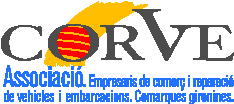 CORVE
Associació. Empresaris de comerç i reparació
de vehicles i embarcacions. Comarques gironines.